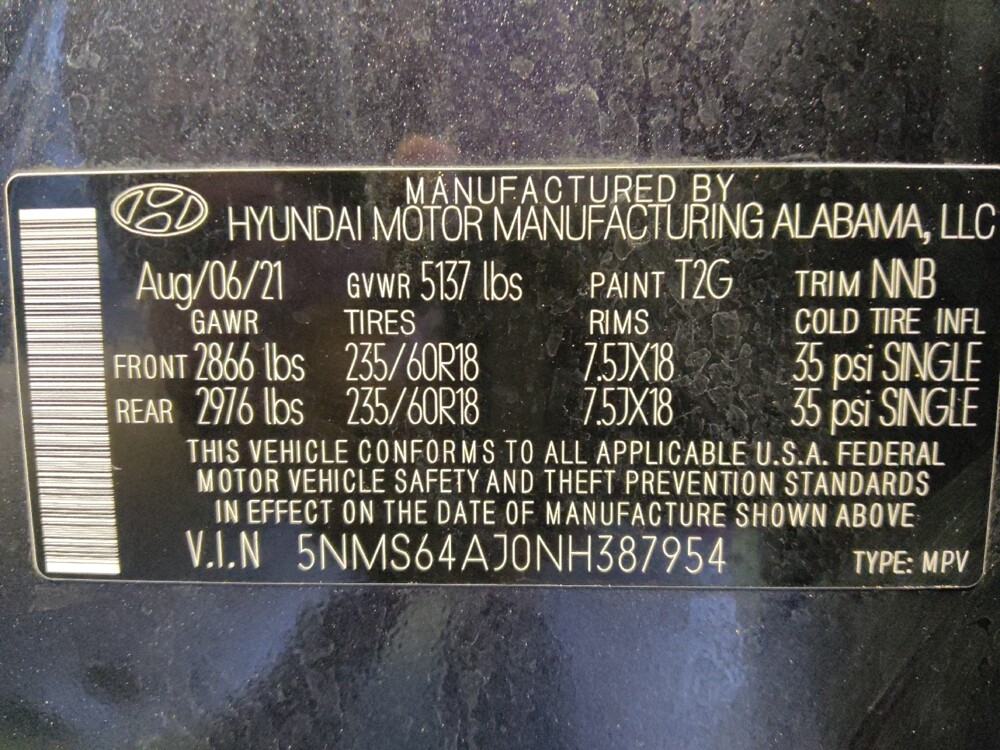 MANUFACTURED BY
HYUNDAI MOTOR MANUFACTURING ALABAMA, LLC
Aug/06/21 GVWR 5137 lbs PAINT T2G TRIM NNB
GAWR TIRES RIMS COLD TIRE INFL
FRONT 2866 lbs 235/60R18 7.5JX18 35 psi SINGLE
REAR 2976 lbs 235/60R18 7.5JX18 35 psi SINGLE
THIS VEHICLE CONFORMS TO ALL APPLICABLE U.S.A. FEDERAL
MOTOR VEHICLE SAFETY AND THEFT PREVENTION STANDARDS
IN EFFECT ON THE DATE OF MANUFACTURE SHOWN ABOVE
V.I.N 5NMS64AJ0NH387954 TYPE: MPV